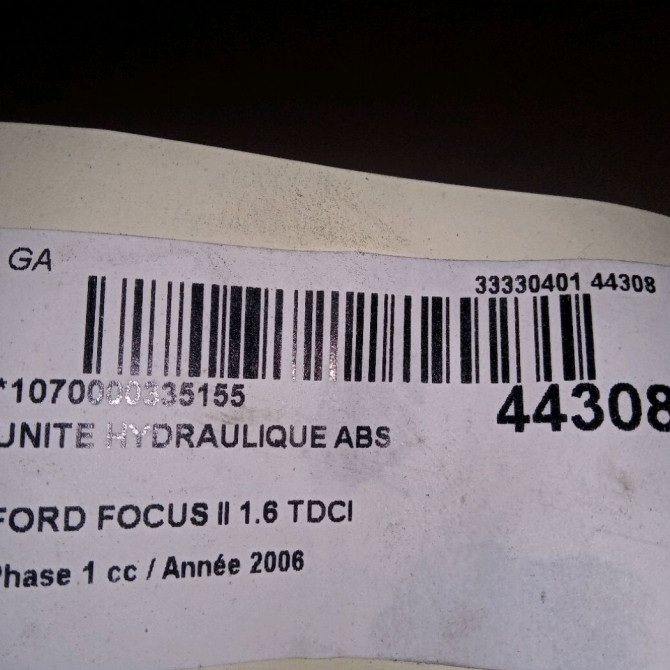 GA
33330401 44308
*1070000335155
44308
UNITE HYDRAULIQUE ABS
FORD FOCUS II 1.6 TDCI
Phase 1 cc / Année 2006